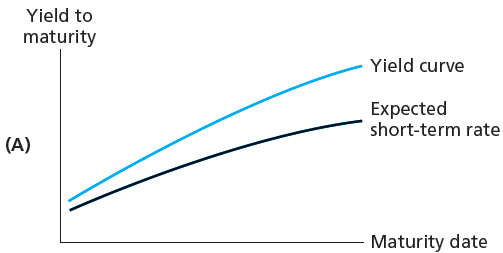 Yield to
maturity
Yield curve
Expected
short-term rate
(A)
Maturity date